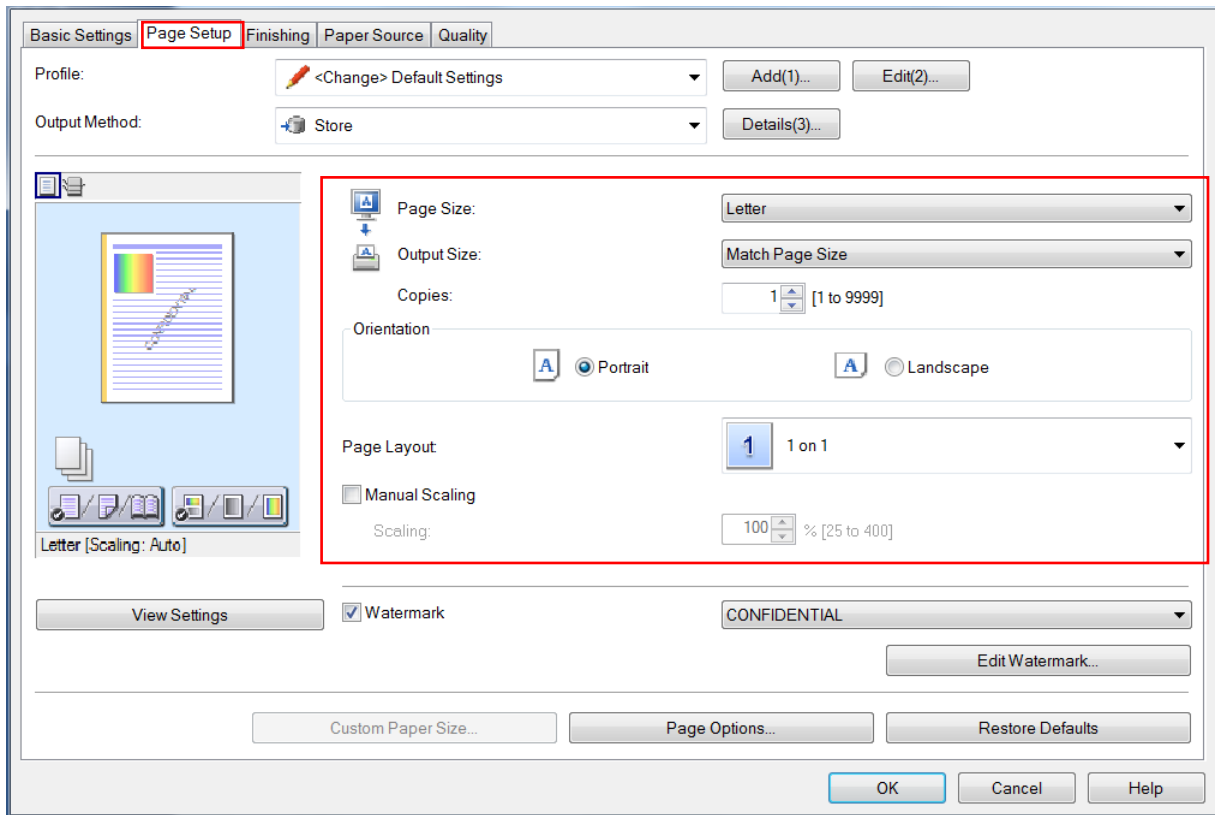 Basic Settings Page Setup Finishing Paper Source Quality
Profile: <Change> Default Settings Add(1)... Edit(2)...
Output Method: Store Details(3)...
A Page Size: Letter
A Output Size: Match Page Size
Copies: 1 [1 to 9999]
Orientation
A Portrait A Landscape
CONFIDENTIAL
Page Layout: 1 1 on 1
Manual Scaling
Scaling: 100 % [25 to 400]
Letter [Scaling: Auto]
View Settings Watermark CONFIDENTIAL
Edit Watermark...
Custom Paper Size... Page Options... Restore Defaults
OK Cancel Help